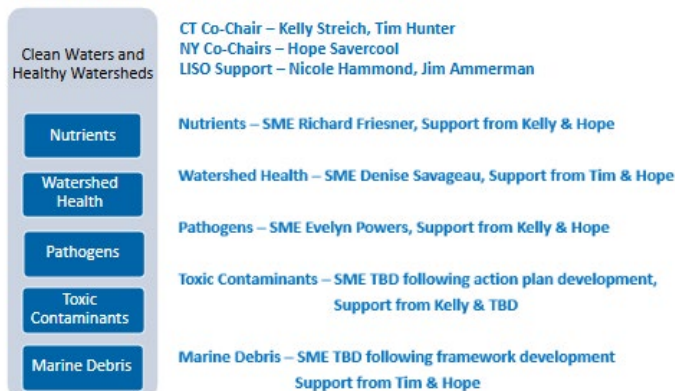 Clean Waters and
Healthy Watersheds
CT Co-Chair – Kelly Streich, Tim Hunter
NY Co-Chairs – Hope Savercool
LISO Support – Nicole Hammond, Jim Ammerman
Nutrients
Nutrients – SME Richard Friesner, Support from Kelly & Hope
Watershed
Health
Watershed Health – SME Denise Savageau, Support from Tim & Hope
Pathogens
Pathogens – SME Evelyn Powers, Support from Kelly & Hope
Toxic
Contaminants
Toxic Contaminants – SME TBD following action plan development,
Support from Kelly & TBD
Marine Debris
Marine Debris – SME TBD following framework development
Support from Tim & Hope